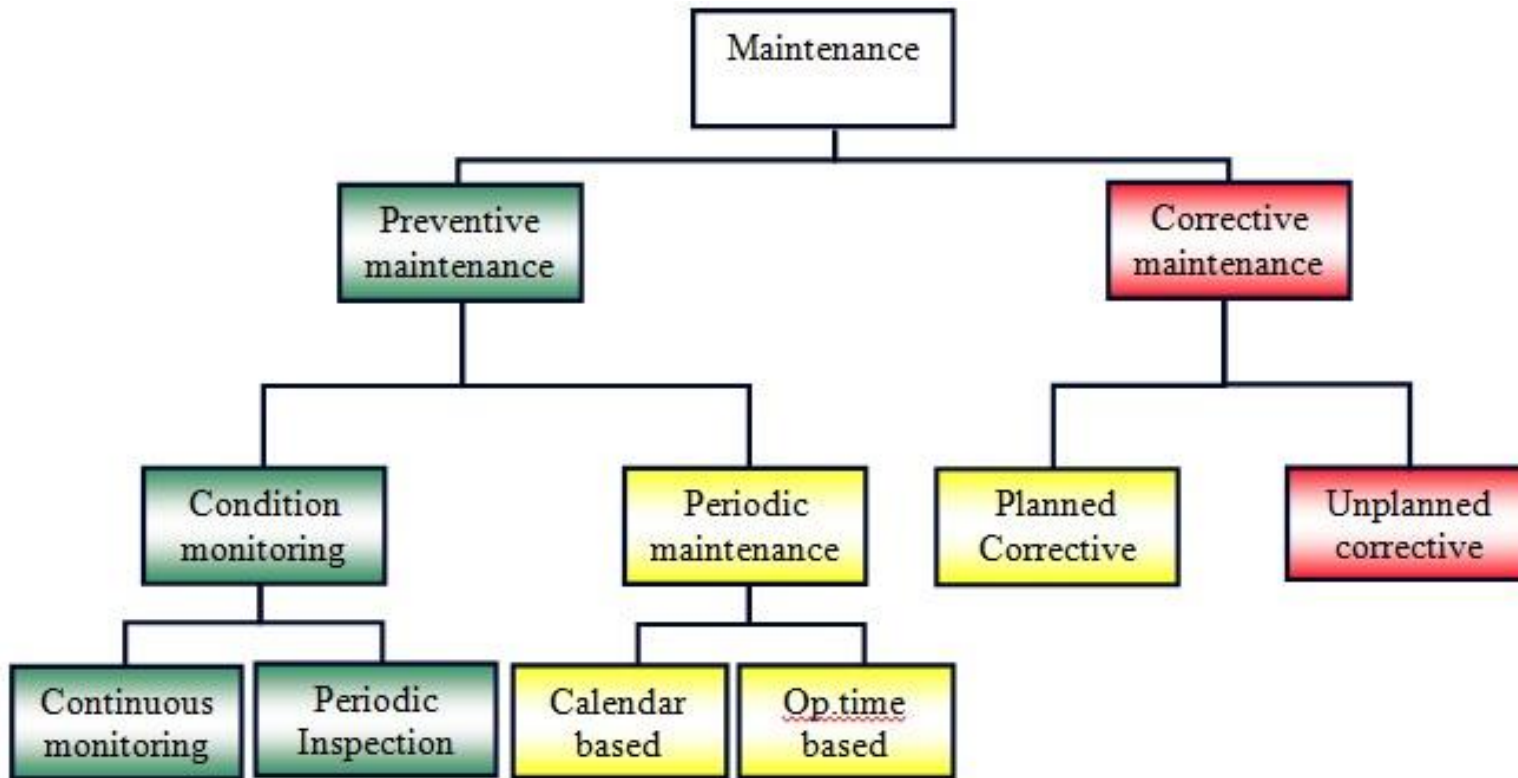 Maintenance
Preventive
maintenance
Corrective
maintenance
Condition
monitoring
Periodic
maintenance
Planned
Corrective
Unplanned
corrective
Continuous
monitoring
Periodic
Inspection
Calendar
based
Op.time
based